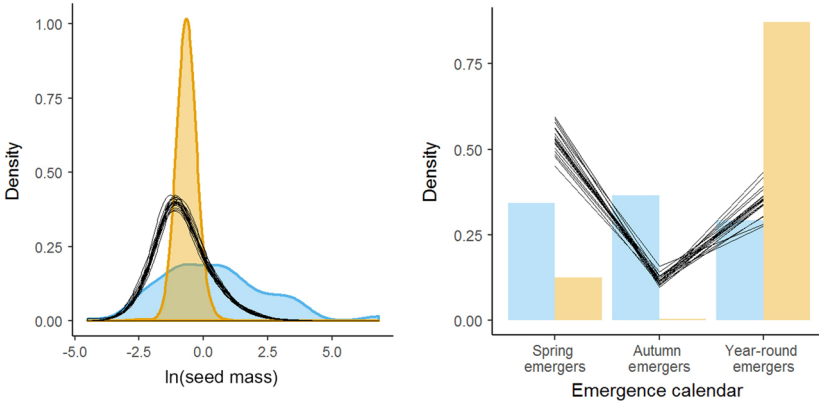 1.00
0.75
0.50
0.25
0.00
Density
-5.0 -2.5 0.0 2.5 5.0
ln(seed mass)
0.75
0.50
0.25
0.00
Density
Spring emergers
Autumn emergers
Year-round emergers
Emergence calendar